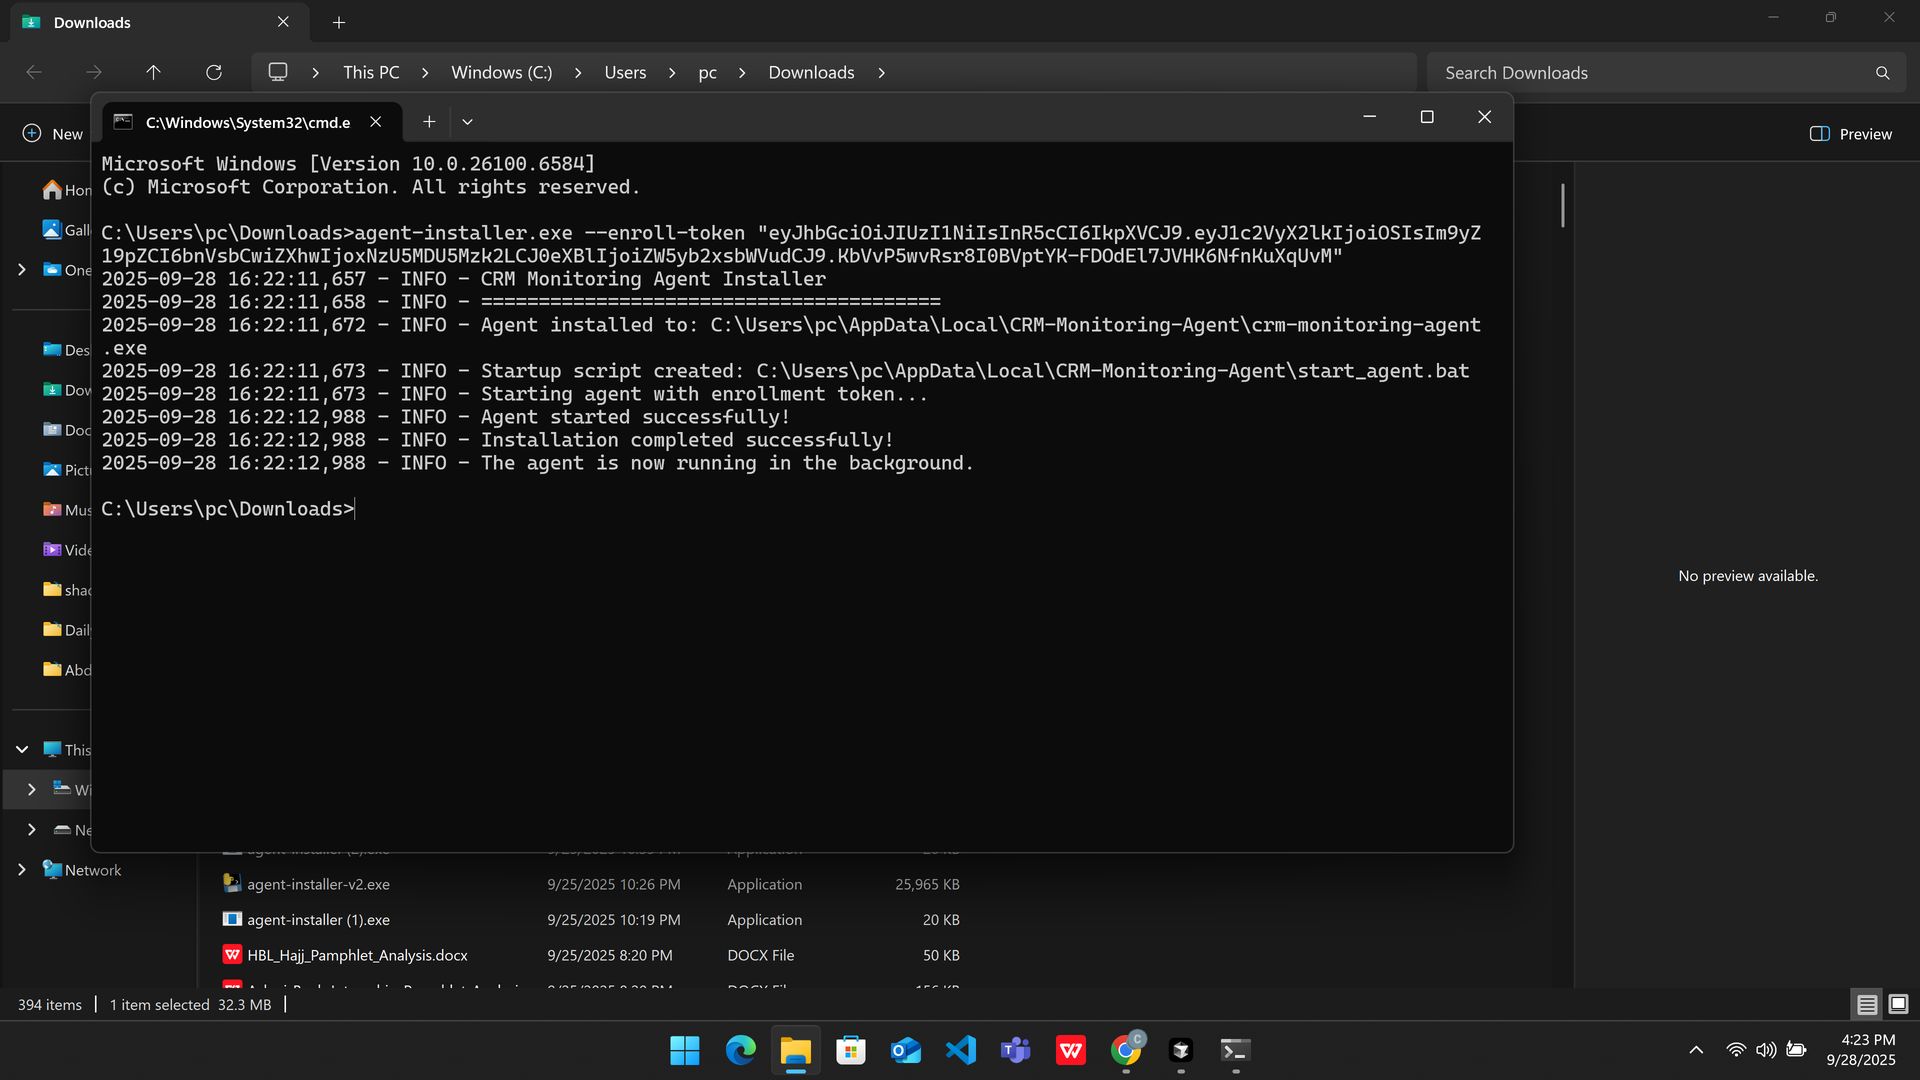 Downloads
This PC > Windows (C:) > Users > pc > Downloads >
Search Downloads
New
Preview
C:\Windows\System32\cmd.e
Microsoft Windows [Version 10.0.26100.6584]
(c) Microsoft Corporation. All rights reserved.
C:\Users\pc\Downloads>agent-installer.exe --enroll-token "eyJhbGciOiJIUzI1NiIsInR5cCI6IkpXVCJ9.eyJ1c2VyX2lkIjoiOSIsIm9yZ
19pZCI6bnVsbCwiZXhwIjoxNzU5MDU5Mzk2LCJ0eXBlIjoiZW5yb2xsbWVudCJ9.KbVvP5wvRsr8I0BVptYK-FDOdEl7JVHK6NfnKuXqUvM"
2025-09-28 16:22:11,657 - INFO - CRM Monitoring Agent Installer
2025-09-28 16:22:11,658 - INFO - ========================================
2025-09-28 16:22:11,672 - INFO - Agent installed to: C:\Users\pc\AppData\Local\CRM-Monitoring-Agent\crm-monitoring-agent
.exe
2025-09-28 16:22:11,673 - INFO - Startup script created: C:\Users\pc\AppData\Local\CRM-Monitoring-Agent\start_agent.bat
2025-09-28 16:22:11,673 - INFO - Starting agent with enrollment token...
2025-09-28 16:22:12,988 - INFO - Agent started successfully!
2025-09-28 16:22:12,988 - INFO - Installation completed successfully!
2025-09-28 16:22:12,988 - INFO - The agent is now running in the background.
C:\Users\pc\Downloads>
Hom
Gall
One
Des
Dow
Doc
Pictu
Mus
Vide
shac
Daily
Abd
This
Wi
Ne
Network
No preview available.
agent-installer-v2.exe 9/25/2025 10:26 PM Application 25,965 KB
agent-installer (1).exe 9/25/2025 10:19 PM Application 20 KB
HBL_Hajj_Pamphlet_Analysis.docx 9/25/2025 8:20 PM DOCX File 50 KB
394 items 1 item selected 32.3 MB
4:23 PM
9/28/2025